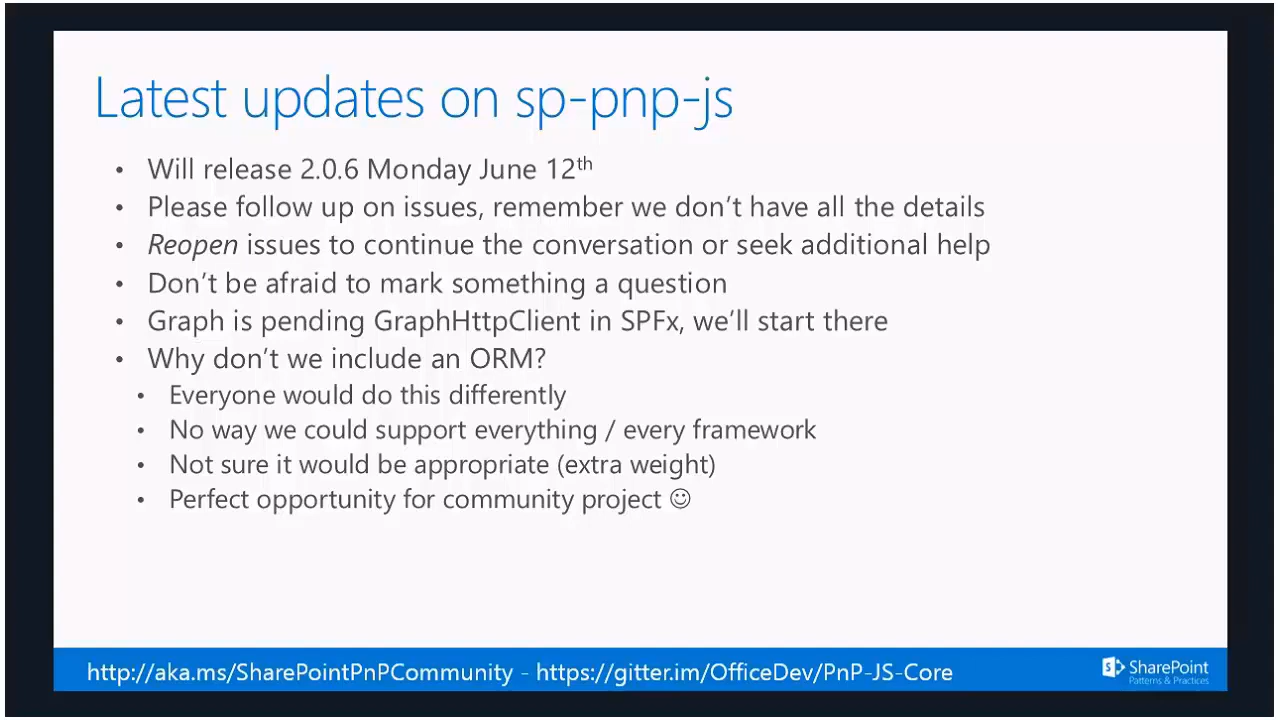 Latest updates on sp-pnp-js
• Will release 2.0.6 Monday June 12th
• Please follow up on issues, remember we don’t have all the details
• Reopen issues to continue the conversation or seek additional help
• Don’t be afraid to mark something a question
• Graph is pending GraphHttpClient in SPFx, we’ll start there
• Why don’t we include an ORM?
• Everyone would do this differently
• No way we could support everything / every framework
• Not sure it would be appropriate (extra weight)
• Perfect opportunity for community project ☺
http://aka.ms/SharePointPnPCommunity - https://gitter.im/OfficeDev/PnP-JS-Core
SharePoint
Patterns & Practices